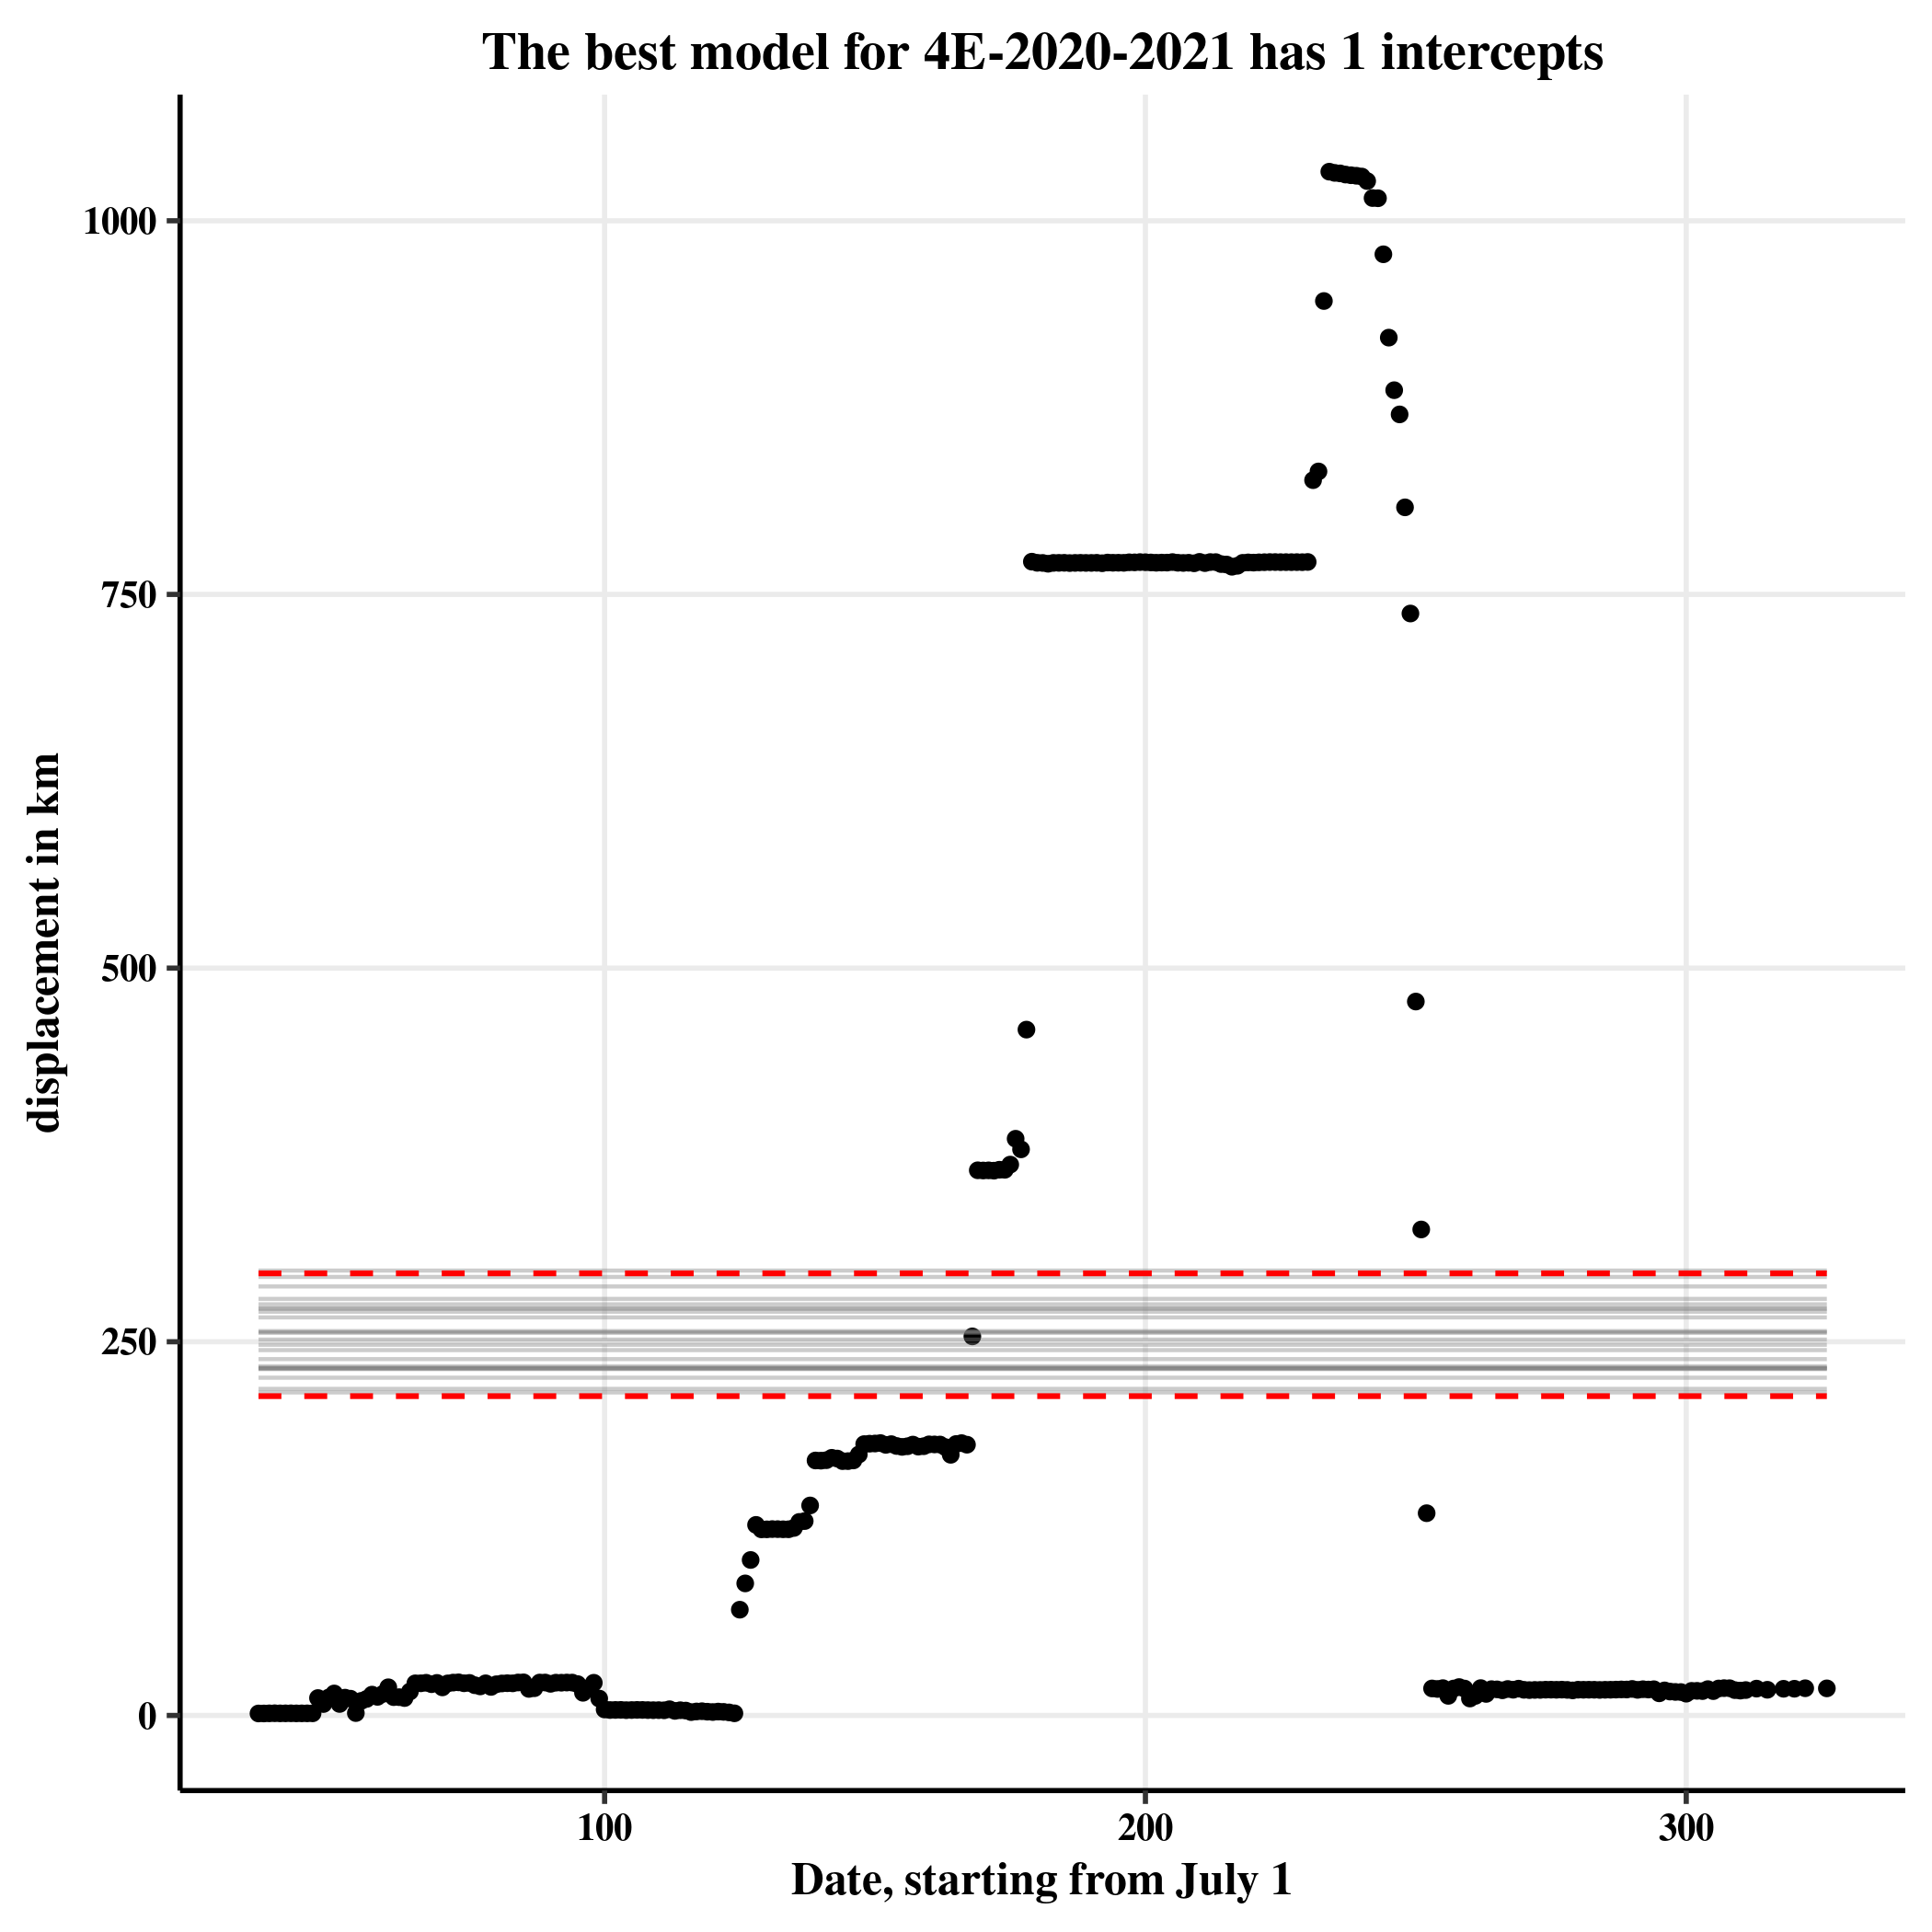 The best model for 4E-2020-2021 has 1 intercepts
displacement in km
1000
750
500
250
0
100
200
300
Date, starting from July 1